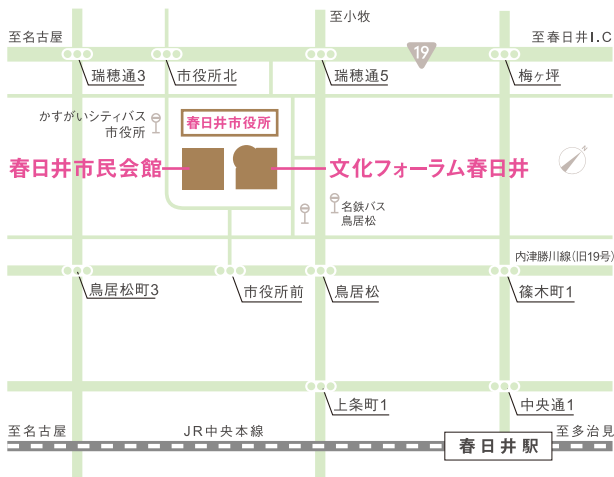 至小牧
至名古屋
至春日井I.C
19
瑞穂通3
市役所北
瑞穂通5
梅ヶ坪
かすがいシティバス
市役所
春日井市役所
春日井市民会館
文化フォーラム春日井
N
名鉄バス
鳥居松
内津勝川線(旧19号)
鳥居松町3
市役所前
鳥居松
篠木町1
上条町1
中央通1
至名古屋
JR中央本線
春日井駅
至多治見